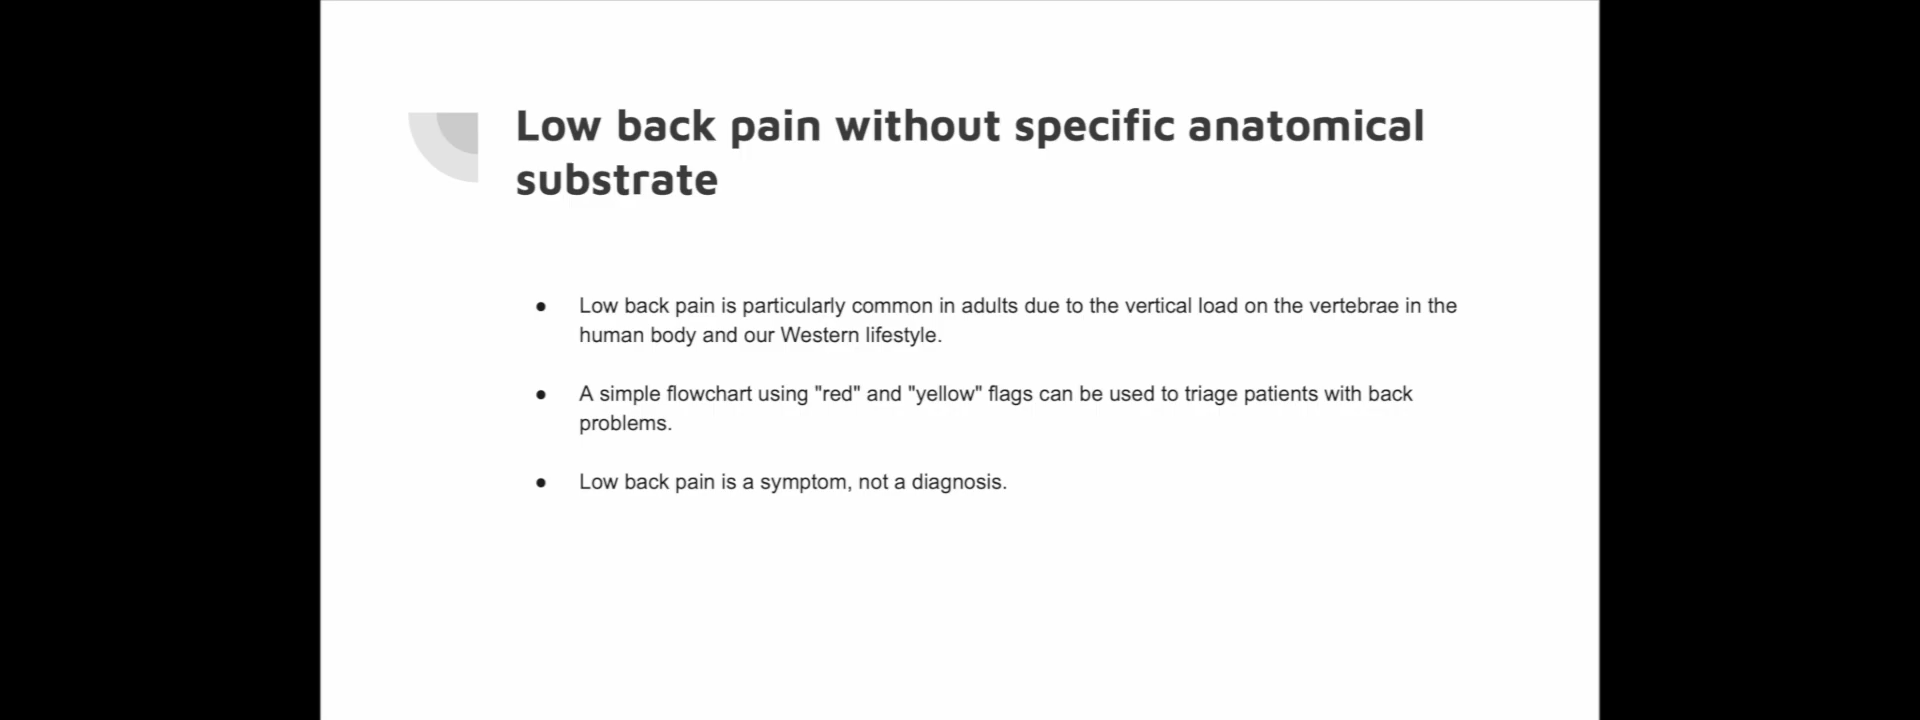 Low back pain without specific anatomical
substrate
● Low back pain is particularly common in adults due to the vertical load on the vertebrae in the
human body and our Western lifestyle.
● A simple flowchart using "red" and "yellow" flags can be used to triage patients with back
problems.
● Low back pain is a symptom, not a diagnosis.